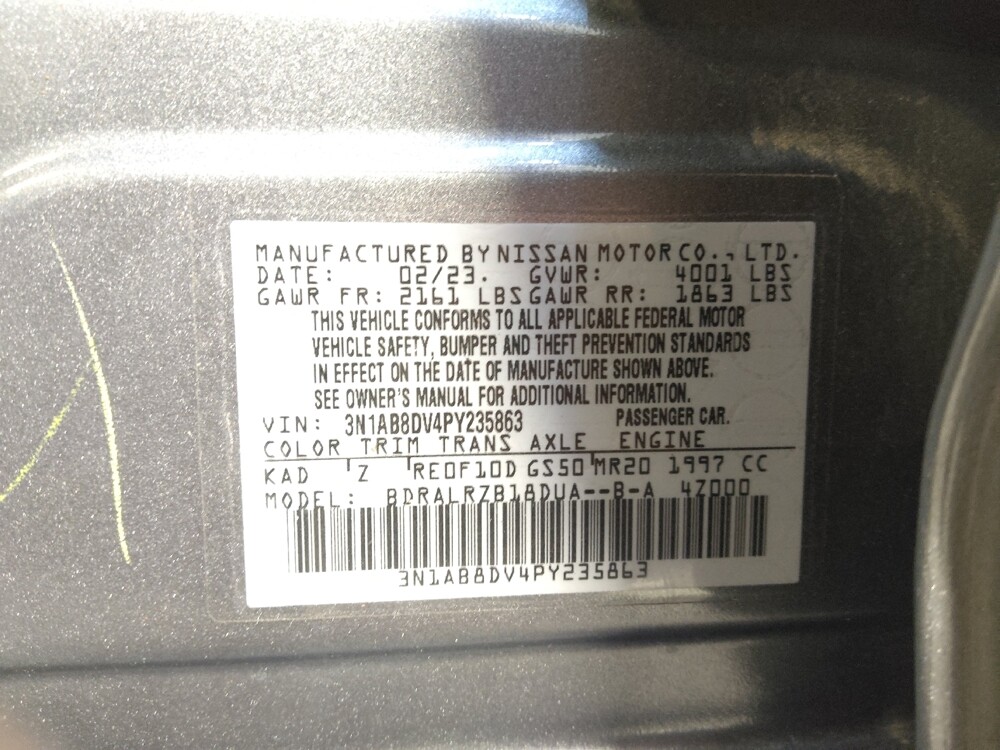 MANUFACTURED BY NISSAN MOTOR CO., LTD.
DATE: 02/23. GVWR: 4001 LBS
GAWR FR: 2161 LBS GAWR RR: 1863 LBS
THIS VEHICLE CONFORMS TO ALL APPLICABLE FEDERAL MOTOR
VEHICLE SAFETY, BUMPER AND THEFT PREVENTION STANDARDS
IN EFFECT ON THE DATE OF MANUFACTURE SHOWN ABOVE.
SEE OWNER'S MANUAL FOR ADDITIONAL INFORMATION.
VIN: 3N1AB8DV4PY235863 PASSENGER CAR.
COLOR TRIM TRANS AXLE ENGINE
KAD Z RE0F10D GS50 MR20 1997 CC
MODEL: BDRALRZB18DUA--B-A 4Z000
3N1AB8DV4PY235863